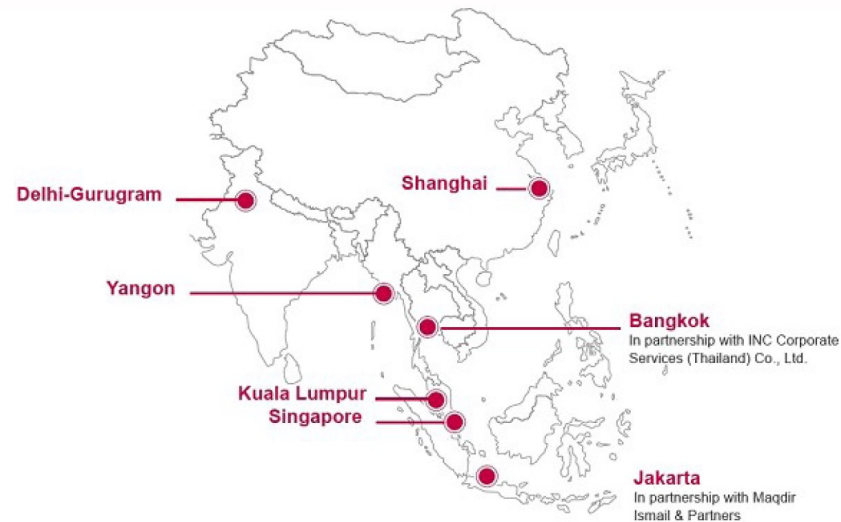 Shanghai
Delhi-Gurugram
Yangon
Bangkok
In partnership with INC Corporate
Services (Thailand) Co., Ltd.
Kuala Lumpur
Singapore
Jakarta
In partnership with Maqdir
Ismail & Partners